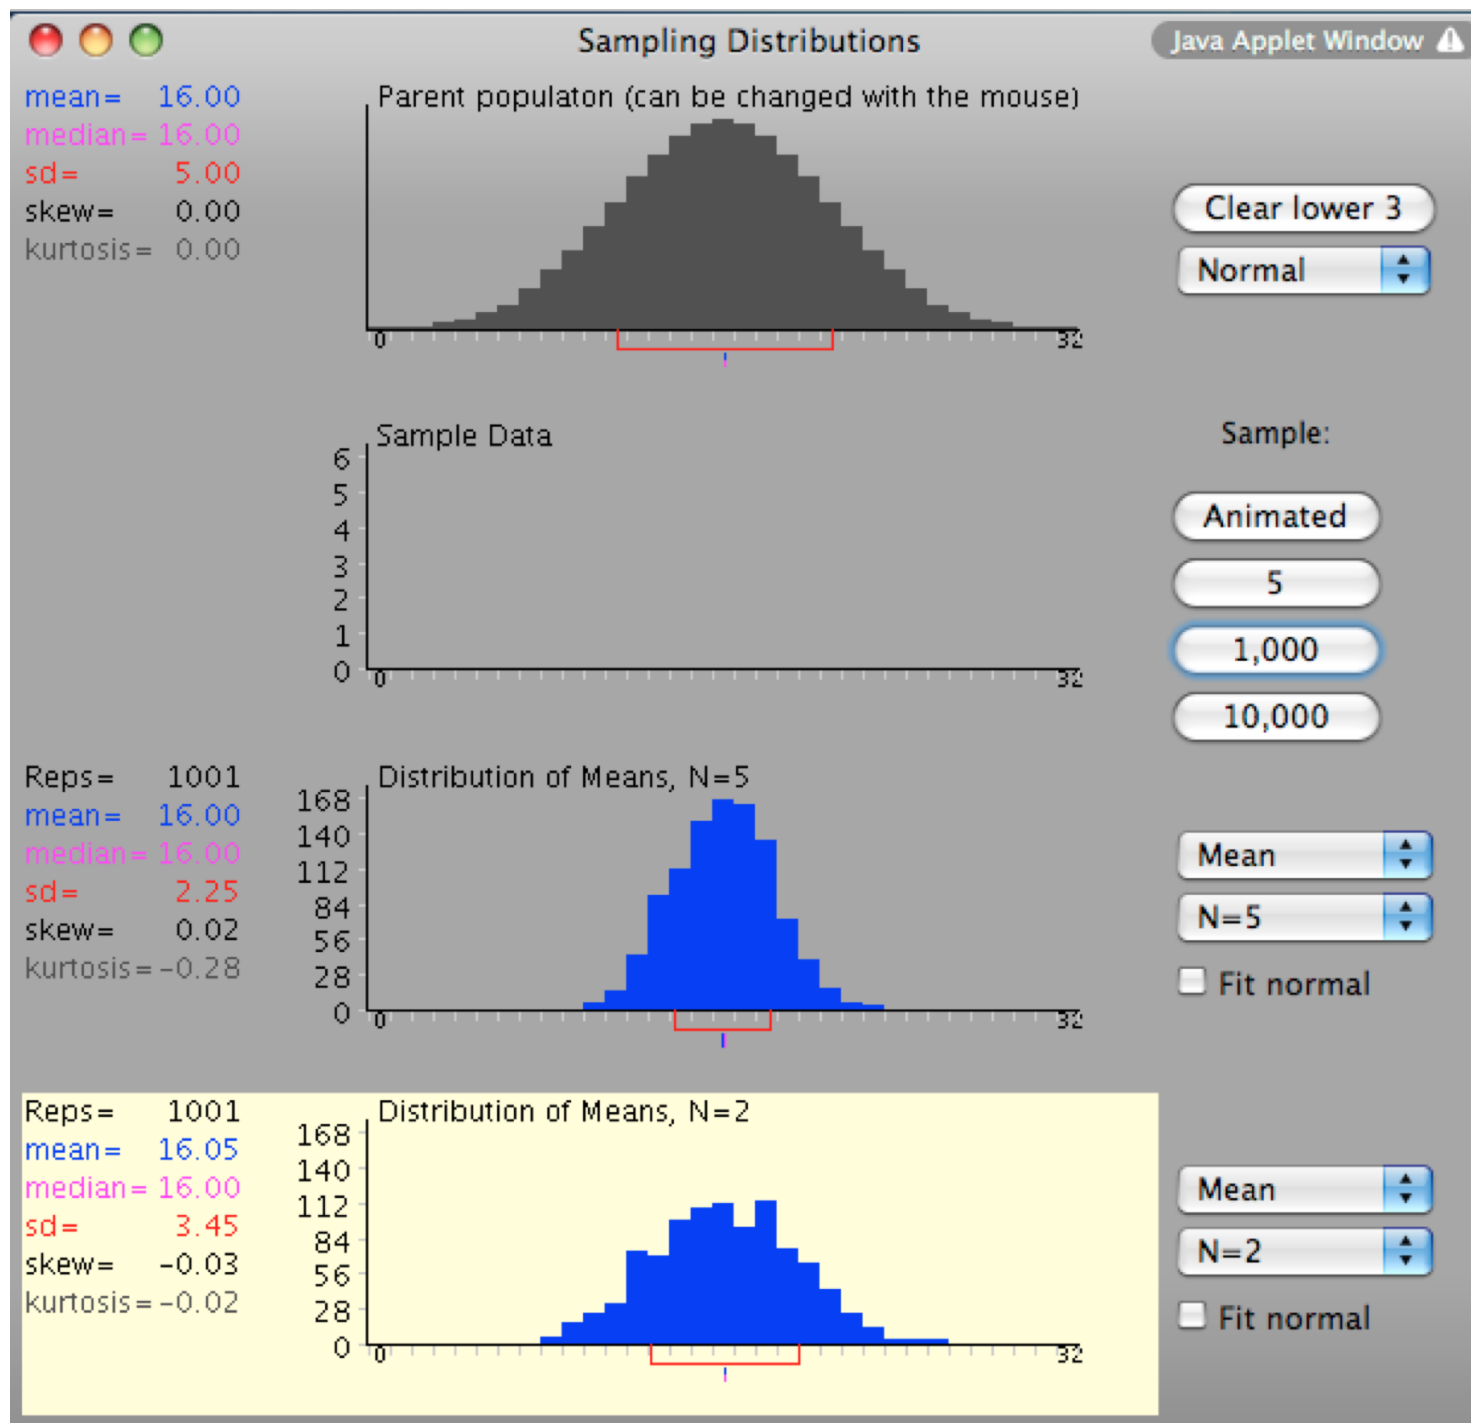 Sampling Distributions
Java Applet Window
mean= 16.00
median= 16.00
sd= 5.00
skew= 0.00
kurtosis= 0.00
Parent populaton (can be changed with the mouse)
0 32
Clear lower 3
Normal
Sample Data
6
5
4
3
2
1
0
0 32
Sample:
Animated
5
1,000
10,000
Reps= 1001
mean= 16.00
median= 16.00
sd= 2.25
skew= 0.02
kurtosis= -0.28
Distribution of Means, N=5
168
140
112
84
56
28
0
0 32
Mean
N=5
Fit normal
Reps= 1001
mean= 16.05
median= 16.00
sd= 3.45
skew= -0.03
kurtosis= -0.02
Distribution of Means, N=2
168
140
112
84
56
28
0
0 32
Mean
N=2
Fit normal